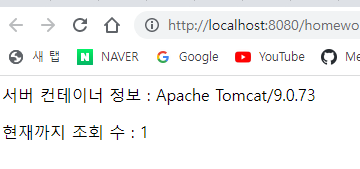 http://localhost:8080/homewo
새 탭 NAVER Google YouTube Me
서버 컨테이너 정보 : Apache Tomcat/9.0.73
현재까지 조회 수 : 1